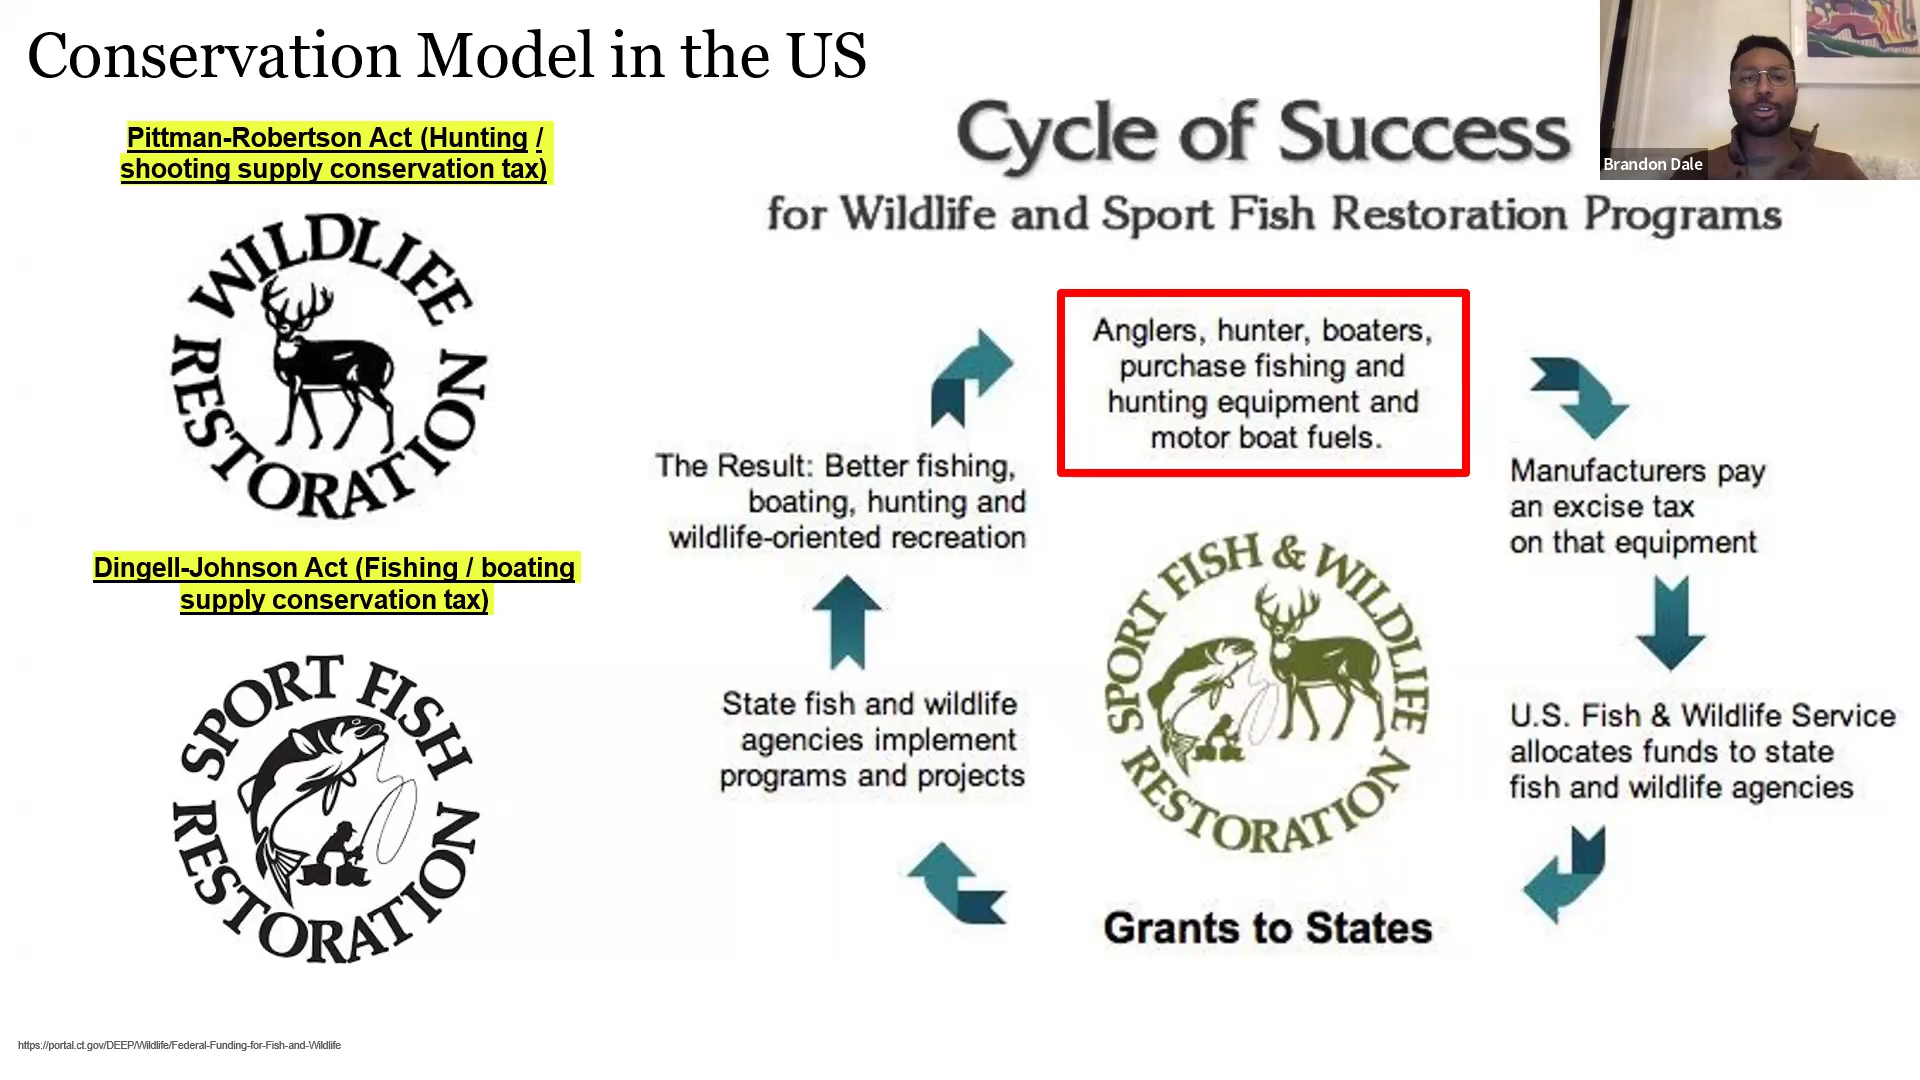 Conservation Model in the US
Brandon Dale
Pittman-Robertson Act (Hunting /
shooting supply conservation tax)
WILDLIFE
RESTORATION
Dingell-Johnson Act (Fishing / boating
supply conservation tax)
SPORT FISH
RESTORATION
Cycle of Success
for Wildlife and Sport Fish Restoration Programs
Anglers, hunter, boaters,
purchase fishing and
hunting equipment and
motor boat fuels.
Manufacturers pay
an excise tax
on that equipment
U.S. Fish & Wildlife Service
allocates funds to state
fish and wildlife agencies
Grants to States
State fish and wildlife
agencies implement
programs and projects
The Result: Better fishing,
boating, hunting and
wildlife-oriented recreation
SPORT FISH & WILDLIFE
RESTORATION
https://portal.ct.gov/DEEP/Wildlife/Federal-Funding-for-Fish-and-Wildlife